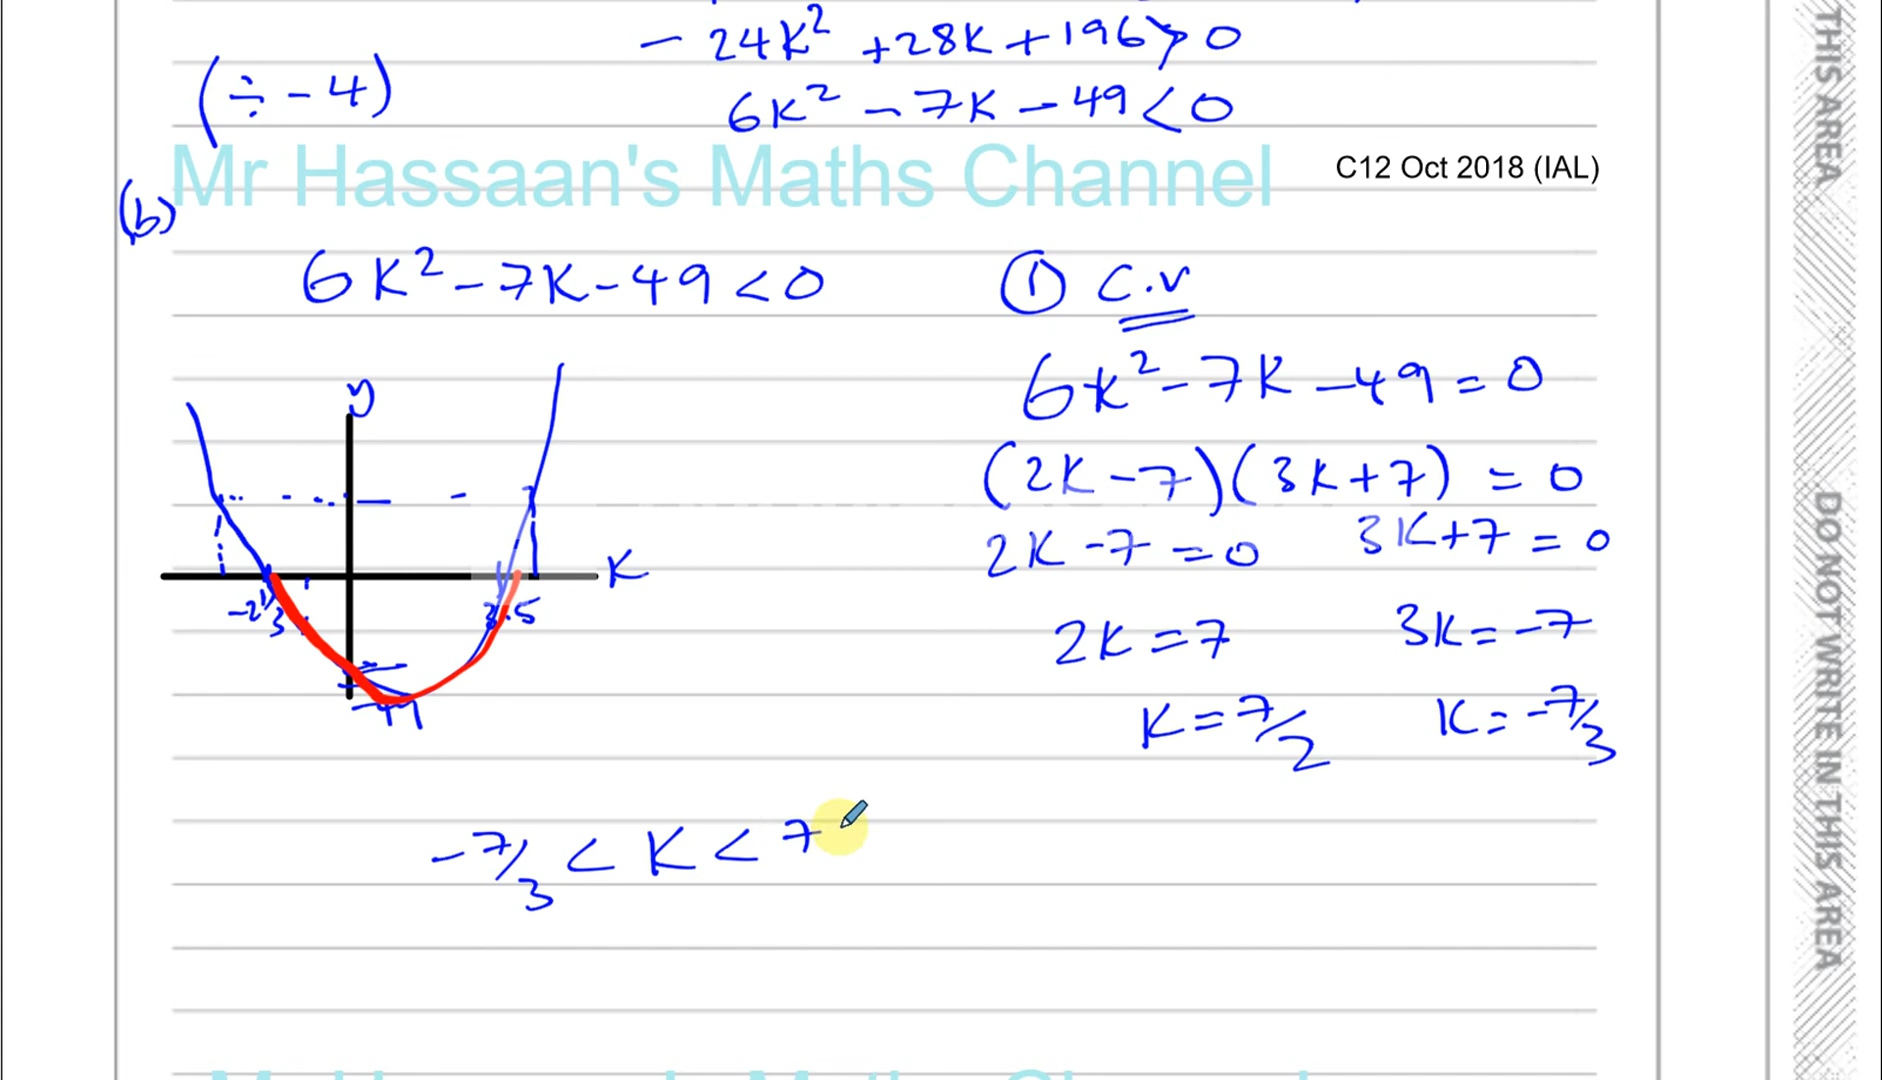 - 24K² + 28K + 196 > 0
(÷ - 4)
6K² - 7K - 49 < 0
Mr Hassaan's Maths Channel
C12 Oct 2018 (IAL)
(b)
6K² - 7K - 49 < 0
① C.V
6K² - 7K - 49 = 0
y
(2K - 7)(3K + 7) = 0
2K - 7 = 0
3K + 7 = 0
K
-2 1/3
3.5
2K = 7
3K = -7
-49
K = 7/2
K = -7/3
-7/3 < K < 7
THIS AREA
DO NOT WRITE IN THIS AREA